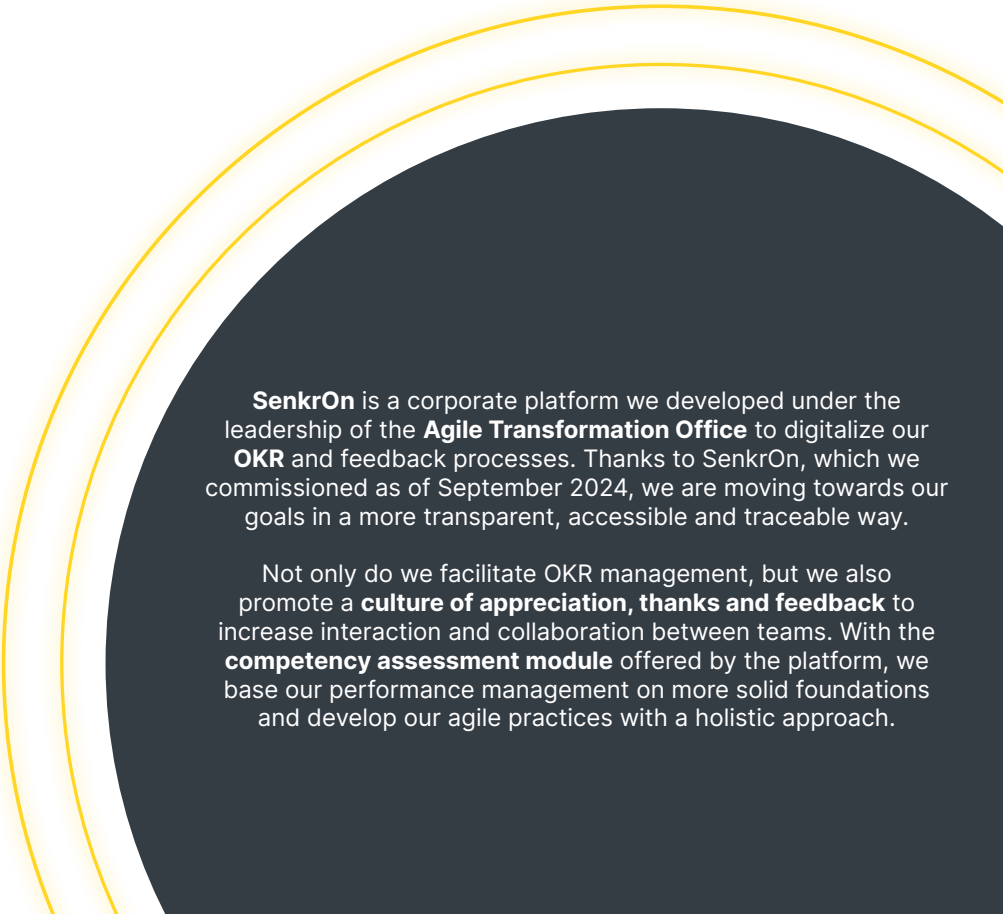 SenkrOn is a corporate platform we developed under the
leadership of the Agile Transformation Office to digitalize our
OKR and feedback processes. Thanks to SenkrOn, which we
commissioned as of September 2024, we are moving towards our
goals in a more transparent, accessible and traceable way.
Not only do we facilitate OKR management, but we also
promote a culture of appreciation, thanks and feedback to
increase interaction and collaboration between teams. With the
competency assessment module offered by the platform, we
base our performance management on more solid foundations
and develop our agile practices with a holistic approach.